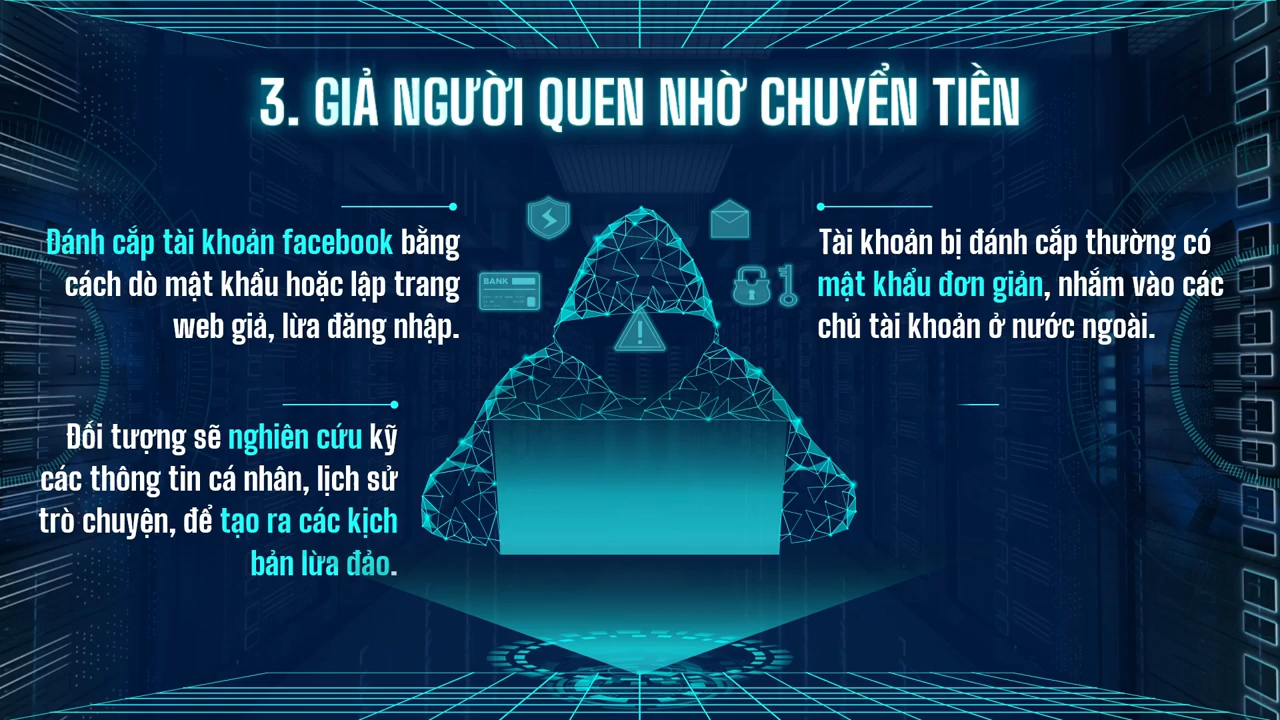 3. GIẢ NGƯỜI QUEN NHỜ CHUYỂN TIỀN
Đánh cắp tài khoản facebook bằng
cách dò mật khẩu hoặc lập trang
web giả, lừa đăng nhập.
BANK
Tài khoản bị đánh cắp thường có
mật khẩu đơn giản, nhắm vào các
chủ tài khoản ở nước ngoài.
Đối tượng sẽ nghiên cứu kỹ
các thông tin cá nhân, lịch sử
trò chuyện, để tạo ra các kịch
bản lừa đảo.